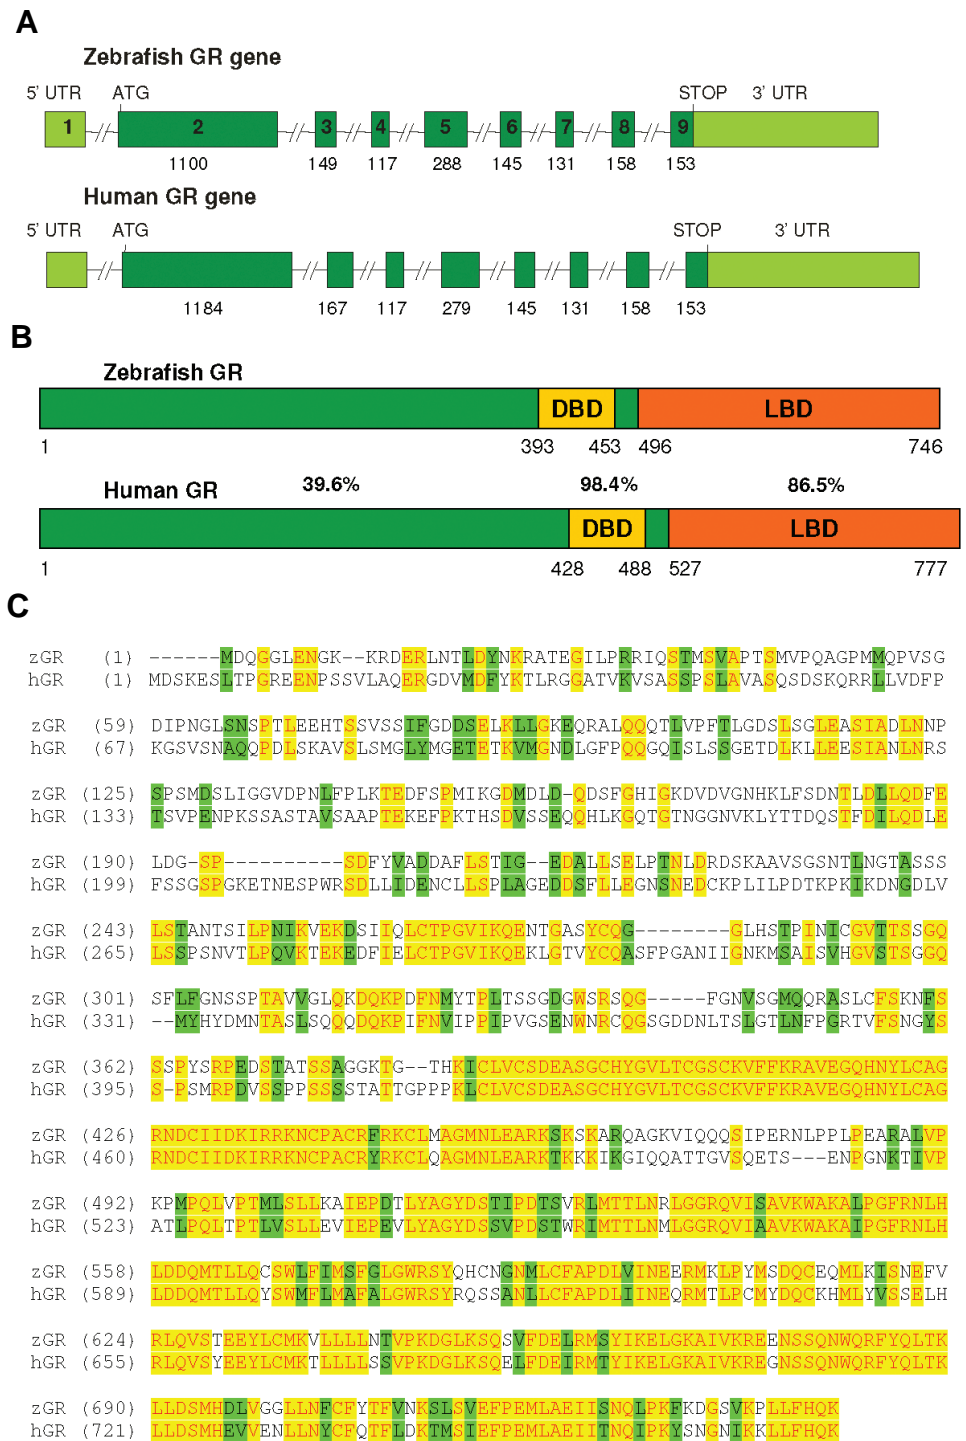 A
Zebrafish GR gene
5' UTR ATG STOP 3' UTR
1 2 3 4 5 6 7 8 9
1100 149 117 288 145 131 158 153
Human GR gene
5' UTR ATG STOP 3' UTR
1184 167 117 279 145 131 158 153
B
Zebrafish GR
DBD LBD
1 393 453 496 746
Human GR 39.6% 98.4% 86.5%
DBD LBD
1 428 488 527 777
C
zGR (1) ------MDQGGLENGK--KRDERLNTLDYNKRATEGILPRRIQSTMSVAPTSMVPQAGPMMQPVSG
hGR (1) MDSKESLTPGREENPSSVLAQERGDVMDFYKTLRGGATVKVSASSPSLAVASQSDSKQRRLLVDFP
zGR (59) DIPNGLSNSPTLEEHTSSVSSIFGDDSELKLLGKEQRALQQQTLVPFTLGDSLSGLEASIADLNNP
hGR (67) KGSVSNAQQPDLSKAVSLSMGLYMGETETKVMGNDLGFPQQGQISLSSGETDLKLLEESIANLNRS
zGR (125) SPSMDSLIGGVDPNLFPLKTEDFSPMIKGDMDLD-QDSFGHIGKDVDVGNHKLFSDNTLDLLQDFE
hGR (133) TSVPENPKSSASTAVSAAPTEKEFPKTHSDVSSEQQHLKGQTGTNGGNVKLYTTDQSTFDILQDLE
zGR (190) LDG-SP----------SDFYVADDAFLSTIG--EDALLSELPTNLDRDSKAAVSGSNTLNGTASSS
hGR (199) FSSGSPGKETNESPWRSDLLIDENCLLSPLAGEDDSFLLEGNSNEDCKPLILPDTKPKIKDNGDLV
zGR (243) LSTANTSILPNIKVEKDSIIQLCTPGVIKQENTGASYCQG--------GLHSTPINICGVTTSSGQ
hGR (265) LSSPSNVTLPQVKTEKEDFIELCTPGVIKQEKLGTVYCQASFPGANIIGNKMSAISVHGVSTSGGQ
zGR (301) SFLFGNSSPTAVVGLQKDQKPDFNMYTPLTSSGDGWSRSQG-----FGNVSGMQQRASLCFSKNFS
hGR (331) --MYHYDMNTASLSQQQDQKPIFNVIPPIPVGSENWNRCQGSGDDNLTSLGTLNFPGRTVFSNGYS
zGR (362) SSPYSRPEDSTATSSAGGKTG--THKICLVCSDEASGCHYGVLTCGSCKVFFKRAVEGQHNYLCAG
hGR (395) S-PSMRPDVSSPPSSSSTATTGPPPKLCLVCSDEASGCHYGVLTCGSCKVFFKRAVEGQHNYLCAG
zGR (426) RNDCIIDKIRRKNCPACRFRKCLMAGMNLEARKSKSKARQAGKVIQQQSIPERNLPPLPEARALVP
hGR (460) RNDCIIDKIRRKNCPACRYRKCLQAGMNLEARKTKKKIKGIQQATTGVSQETS---ENPGNKTIVP
zGR (492) KPMPQLVPTMLSLLKAIEPDTLYAGYDSTIPDTSVRLMTTLNRLGGRQVISAVKWAKALPGFRNLH
hGR (523) ATLPQLTPTLVSLLEVIEPEVLYAGYDSSVPDSTWRIMTTLNMLGGRQVIAAVKWAKAIPGFRNLH
zGR (558) LDDQMTLLQCSWLFIMSFGLGWRSYQHCNGNMLCFAPDLVINEERMKLPYMSDQCEQMLKISNEFV
hGR (589) LDDQMTLLQYSWMFLMAFALGWRSYRQSSANLLCFAPDLIINEQRMTLPCMYDQCKHMLYVSSELH
zGR (624) RLQVSTEEYLCMKVLLLLNTVPKDGLKSQSVFDELRMSYIKELGKAIVKREENSSQNWQRFYQLTK
hGR (655) RLQVSYEEYLCMKTLLLLSSVPKDGLKSQELFDEIRMTYIKELGKAIVKREGNSSQNWQRFYQLTK
zGR (690) LLDSMHDLVGGLLNFCFYTFVNKSLSVEFPEMLAEIISNQLPKFKDGSVKPLLFHQK
hGR (721) LLDSMHEVVENLLNYCFQTFLDKTMSIEFPEMLAEIITNQIPKYSNGNIKKLLFHQK